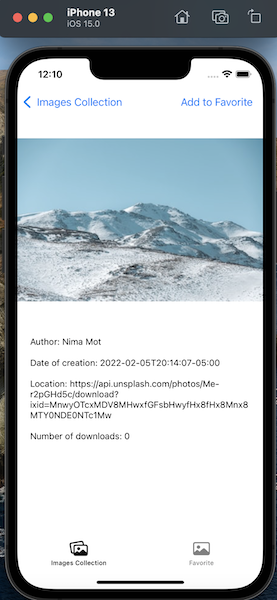 iPhone 13
iOS 15.0
12:10
Images Collection
Add to Favorite
Author: Nima Mot
Date of creation: 2022-02-05T20:14:07-05:00
Location: https://api.unsplash.com/photos/Me-
r2pGHd5c/download?
ixid=MnwyOTcxMDV8MHwxfGFsbHwyfHx8fHx8Mnx8
MTY0NDE0NTc1Mw
Number of downloads: 0
Images Collection
Favorite